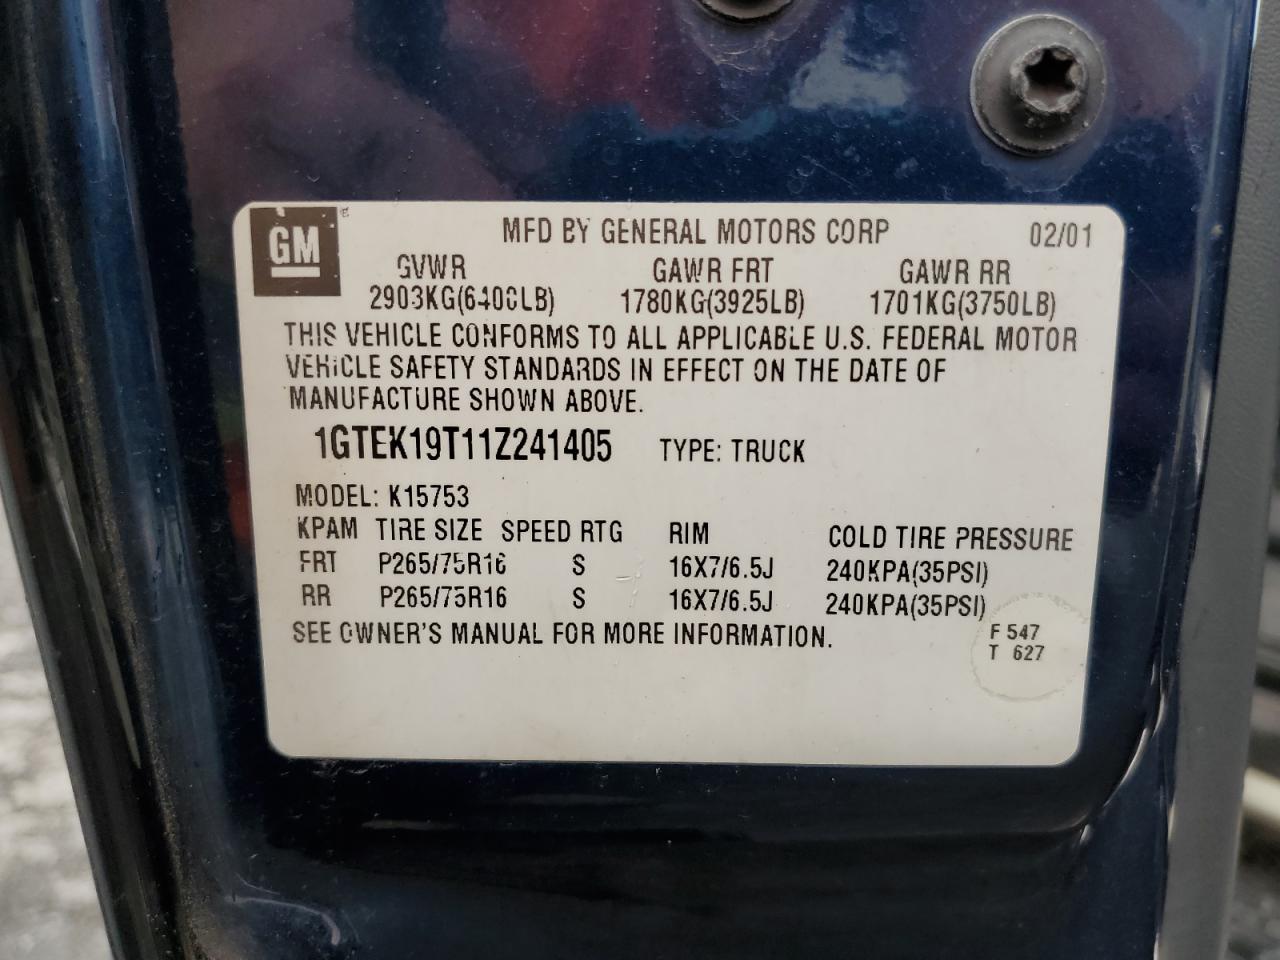 GM
MFD BY GENERAL MOTORS CORP 02/01
GVWR GAWR FRT GAWR RR
2903KG(6400LB) 1780KG(3925LB) 1701KG(3750LB)
THIS VEHICLE CONFORMS TO ALL APPLICABLE U.S. FEDERAL MOTOR
VEHICLE SAFETY STANDARDS IN EFFECT ON THE DATE OF
MANUFACTURE SHOWN ABOVE.
1GTEK19T11Z241405 TYPE: TRUCK
MODEL: K15753
KPAM TIRE SIZE SPEED RTG RIM COLD TIRE PRESSURE
FRT P265/75R16 S 16X7/6.5J 240KPA(35PSI)
RR P265/75R16 S 16X7/6.5J 240KPA(35PSI)
SEE OWNER'S MANUAL FOR MORE INFORMATION.
F 547
T 627